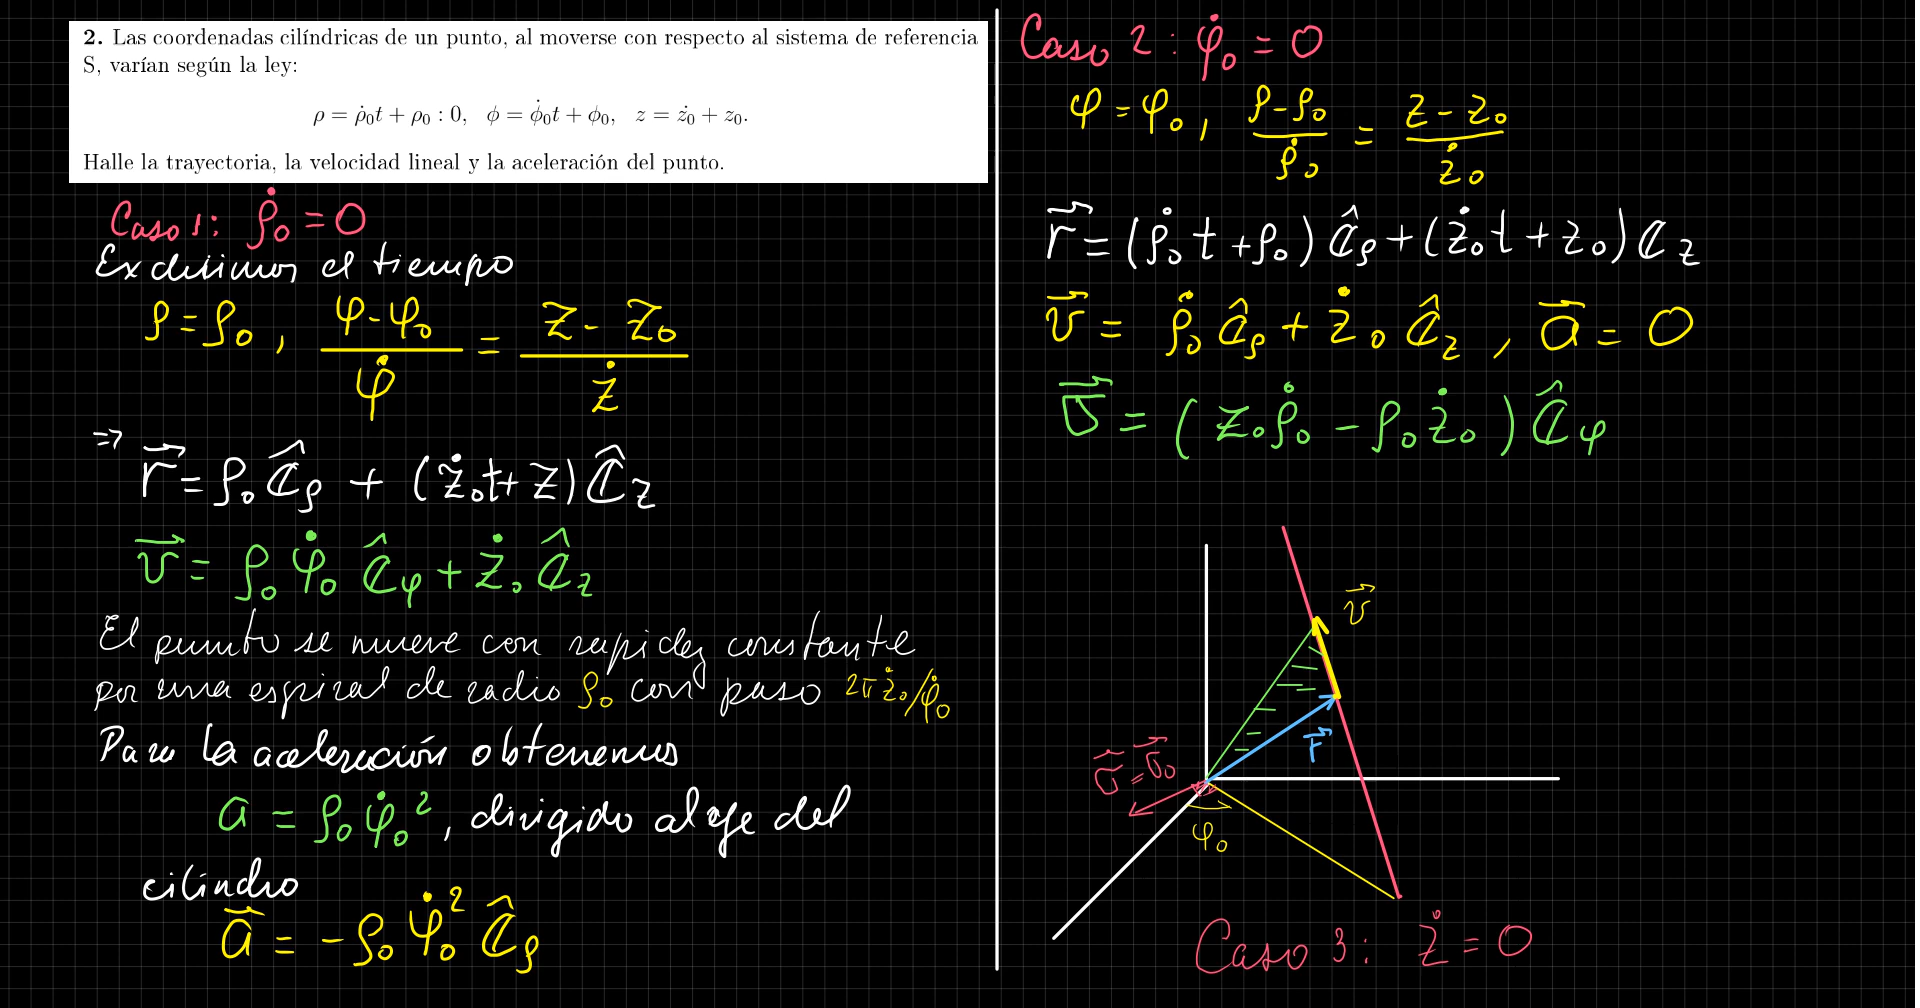 2. Las coordenadas cilíndricas de un punto, al moverse con respecto al sistema de referencia
S, varían según la ley:
ρ = ρ̇₀t + ρ₀ : 0, ϕ = ϕ̇₀t + ϕ₀, z = ż₀ + z₀.
Halle la trayectoria, la velocidad lineal y la aceleración del punto.
Caso 1: ρ̇₀ = 0
Excluimos el tiempo
ρ = ρ₀, (φ - φ₀)/φ̇ = (z - z₀)/ż
⇒ r⃗ = ρ₀ ê_ρ + (ż₀t + z) ê_z
v⃗ = ρ₀ φ̇₀ ê_φ + ż₀ ê_z
El punto se mueve con rapidez constante
por una espiral de radio ρ₀ con paso 2πż₀/φ̇₀
Para la aceleración obtenemos
a = ρ₀φ̇₀², dirigido al eje del
cilindro
a⃗ = -ρ₀ φ̇₀² ê_ρ
Caso 2: φ̇₀ = 0
φ = φ₀, (ρ - ρ₀)/ρ̇₀ = (z - z₀)/ż₀
r⃗ = (ρ̇₀t + ρ₀) ê_ρ + (ż₀t + z₀) e_z
v⃗ = ρ̇₀ ê_ρ + ż₀ ê_z, a⃗ = 0
σ⃗ = (z₀ρ̇₀ - ρ₀ż₀) ê_φ
v⃗
r⃗
σ⃗ = σ⃗₀
φ₀
Caso 3: ż = 0